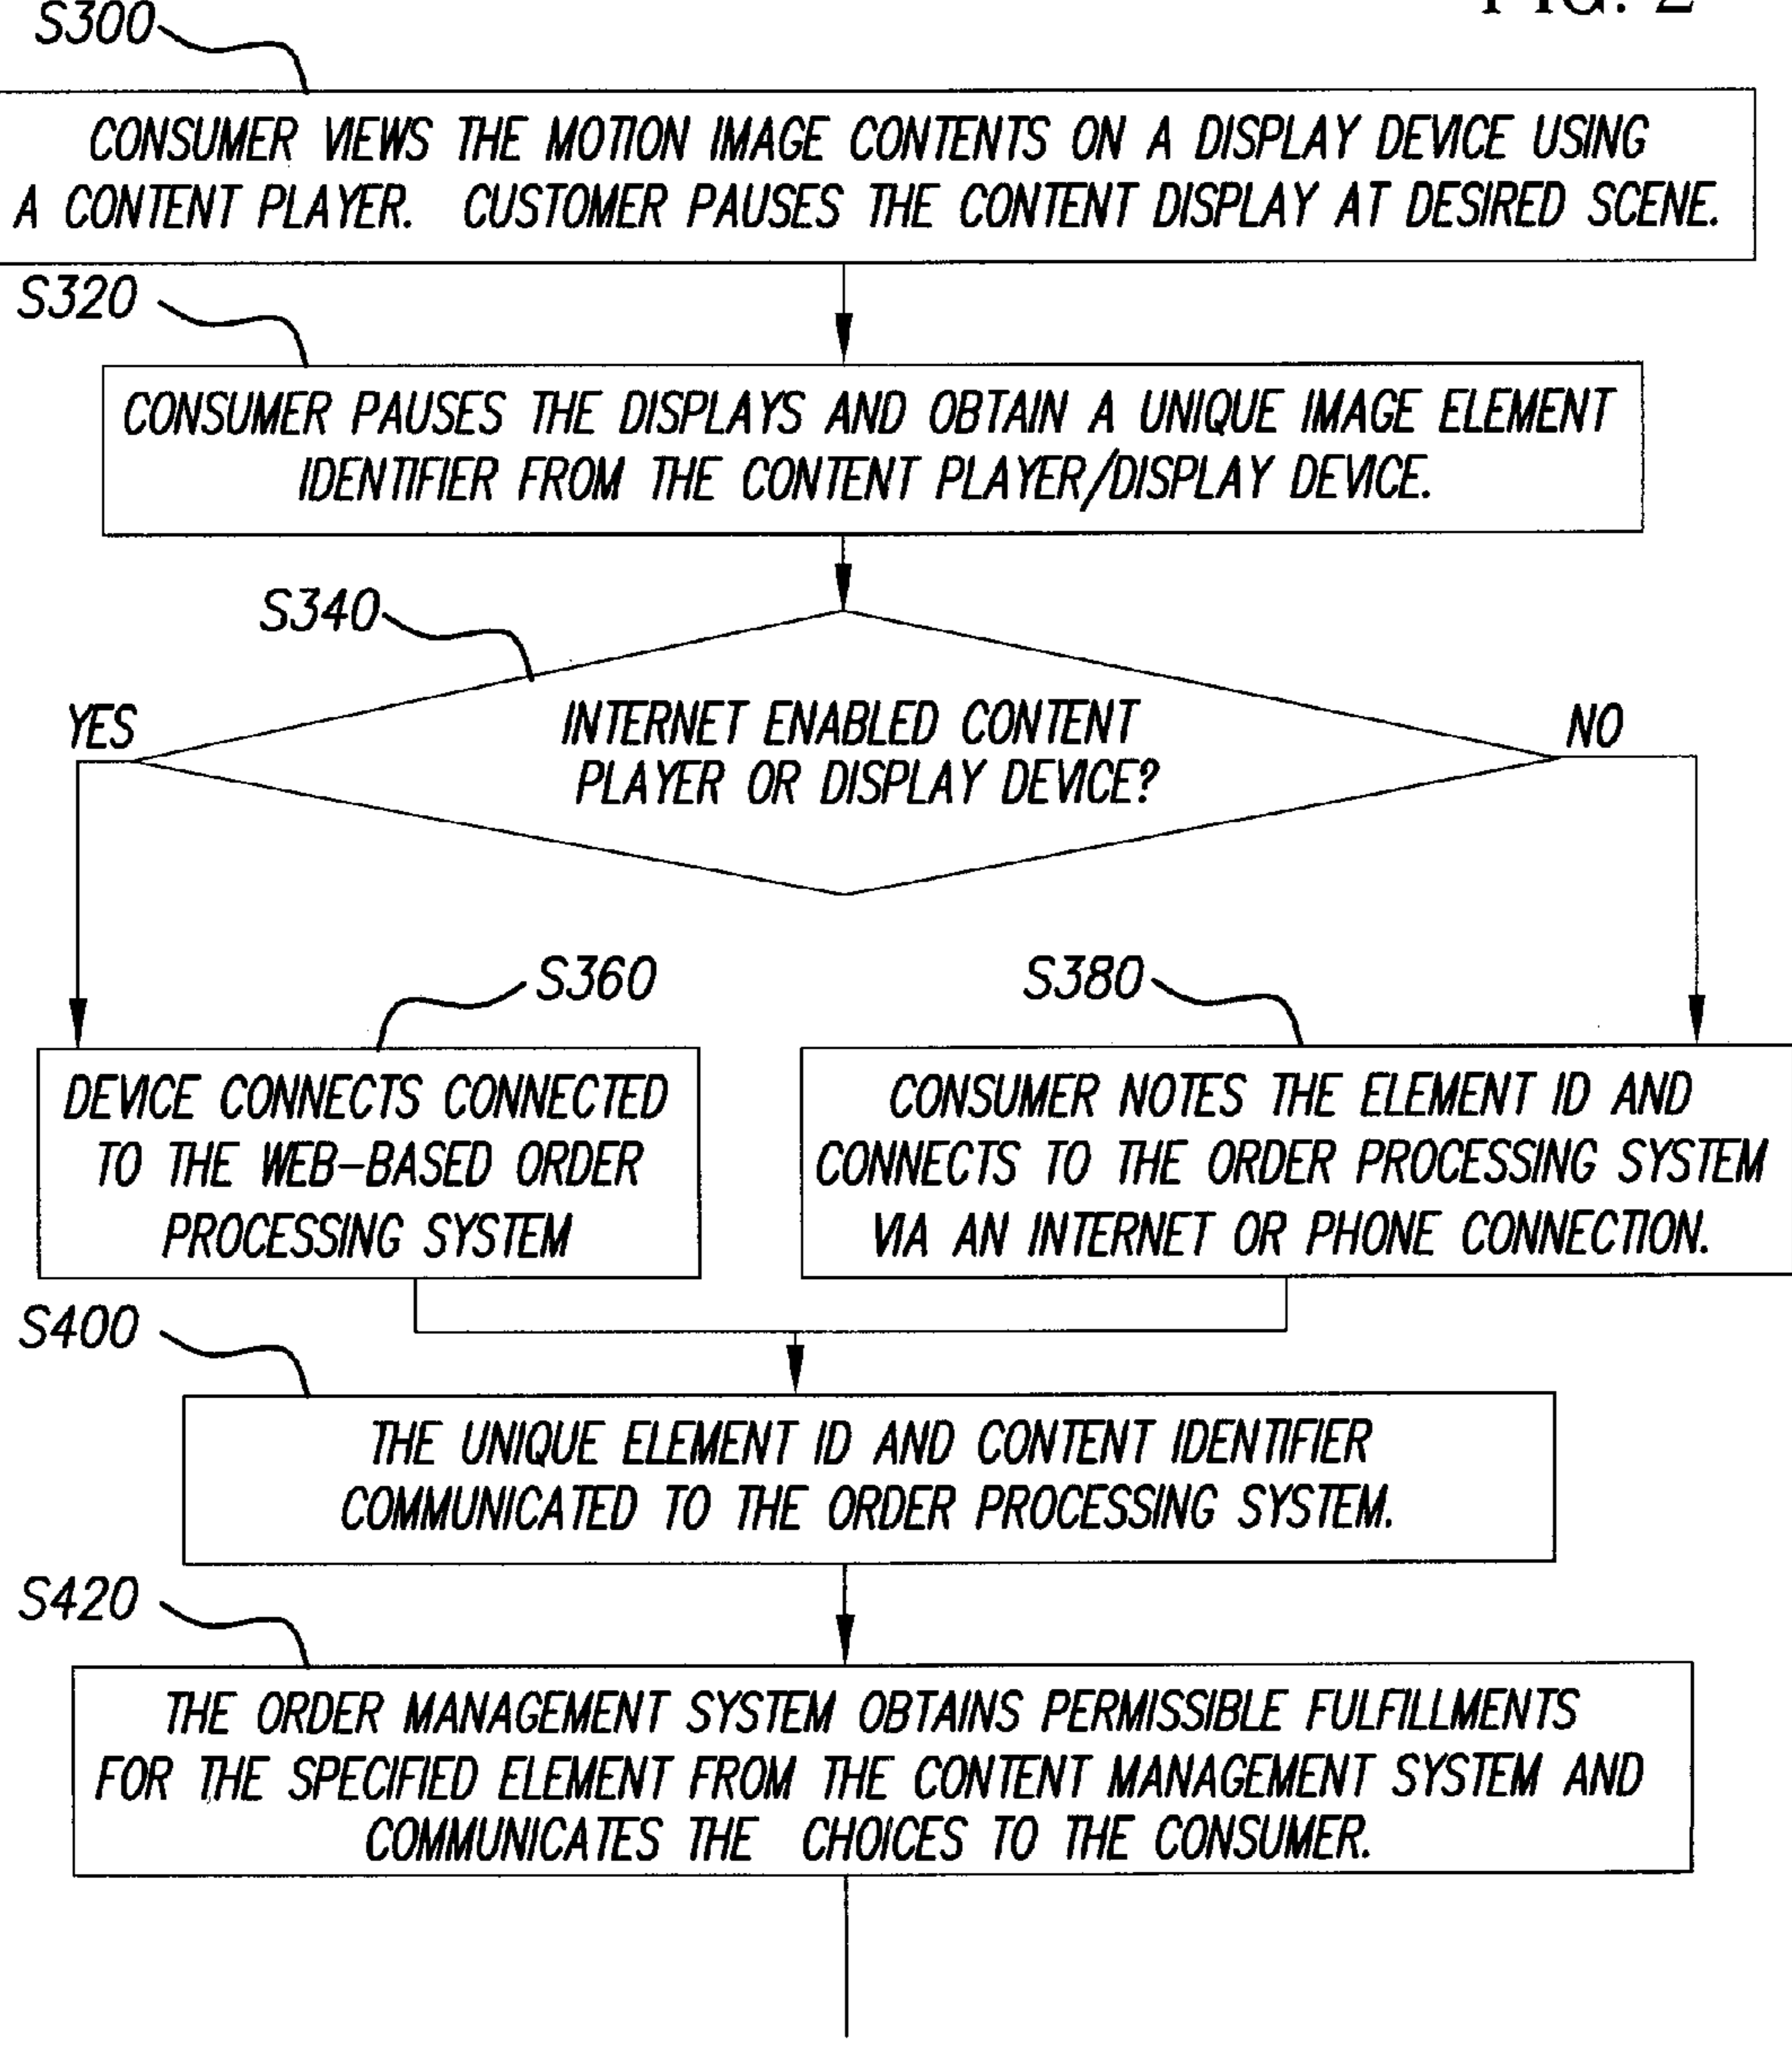 FIG. 2
S300
CONSUMER VIEWS THE MOTION IMAGE CONTENTS ON A DISPLAY DEVICE USING
A CONTENT PLAYER. CUSTOMER PAUSES THE CONTENT DISPLAY AT DESIRED SCENE.
S320
CONSUMER PAUSES THE DISPLAYS AND OBTAIN A UNIQUE IMAGE ELEMENT
IDENTIFIER FROM THE CONTENT PLAYER/DISPLAY DEVICE.
S340
YES
INTERNET ENABLED CONTENT
PLAYER OR DISPLAY DEVICE?
NO
S360
DEVICE CONNECTS CONNECTED
TO THE WEB-BASED ORDER
PROCESSING SYSTEM
S380
CONSUMER NOTES THE ELEMENT ID AND
CONNECTS TO THE ORDER PROCESSING SYSTEM
VIA AN INTERNET OR PHONE CONNECTION.
S400
THE UNIQUE ELEMENT ID AND CONTENT IDENTIFIER
COMMUNICATED TO THE ORDER PROCESSING SYSTEM.
S420
THE ORDER MANAGEMENT SYSTEM OBTAINS PERMISSIBLE FULFILLMENTS
FOR THE SPECIFIED ELEMENT FROM THE CONTENT MANAGEMENT SYSTEM AND
COMMUNICATES THE CHOICES TO THE CONSUMER.